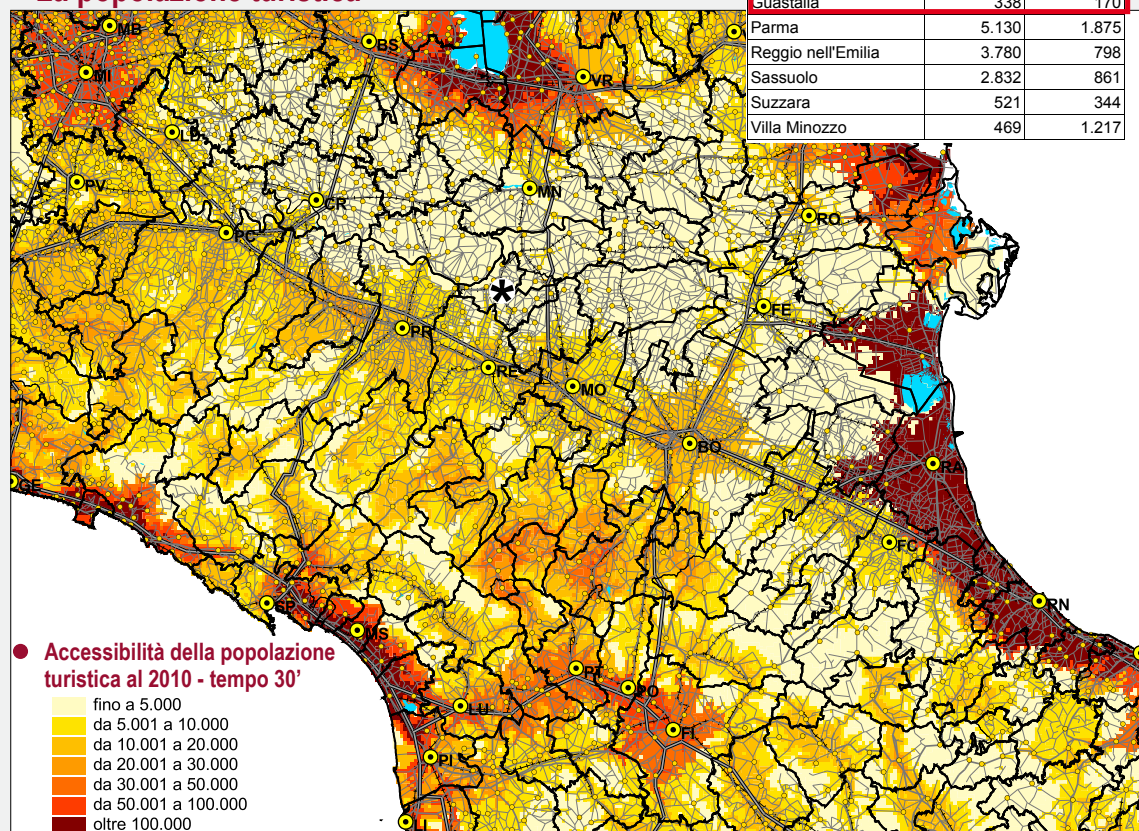 La popolazione turistica
Guastalla 338 170
Parma 5.130 1.875
Reggio nell'Emilia 3.780 798
Sassuolo 2.832 861
Suzzara 521 344
Villa Minozzo 469 1.217
MB
BS
MI
VR
PV
MN
CR
RO
*
FE
PR
RE
MO
BO
GE
RA
FC
SP
RN
MS
PT
PO
LU
FI
PI
LI
● Accessibilità della popolazione
turistica al 2010 - tempo 30'
fino a 5.000
da 5.001 a 10.000
da 10.001 a 20.000
da 20.001 a 30.000
da 30.001 a 50.000
da 50.001 a 100.000
oltre 100.000